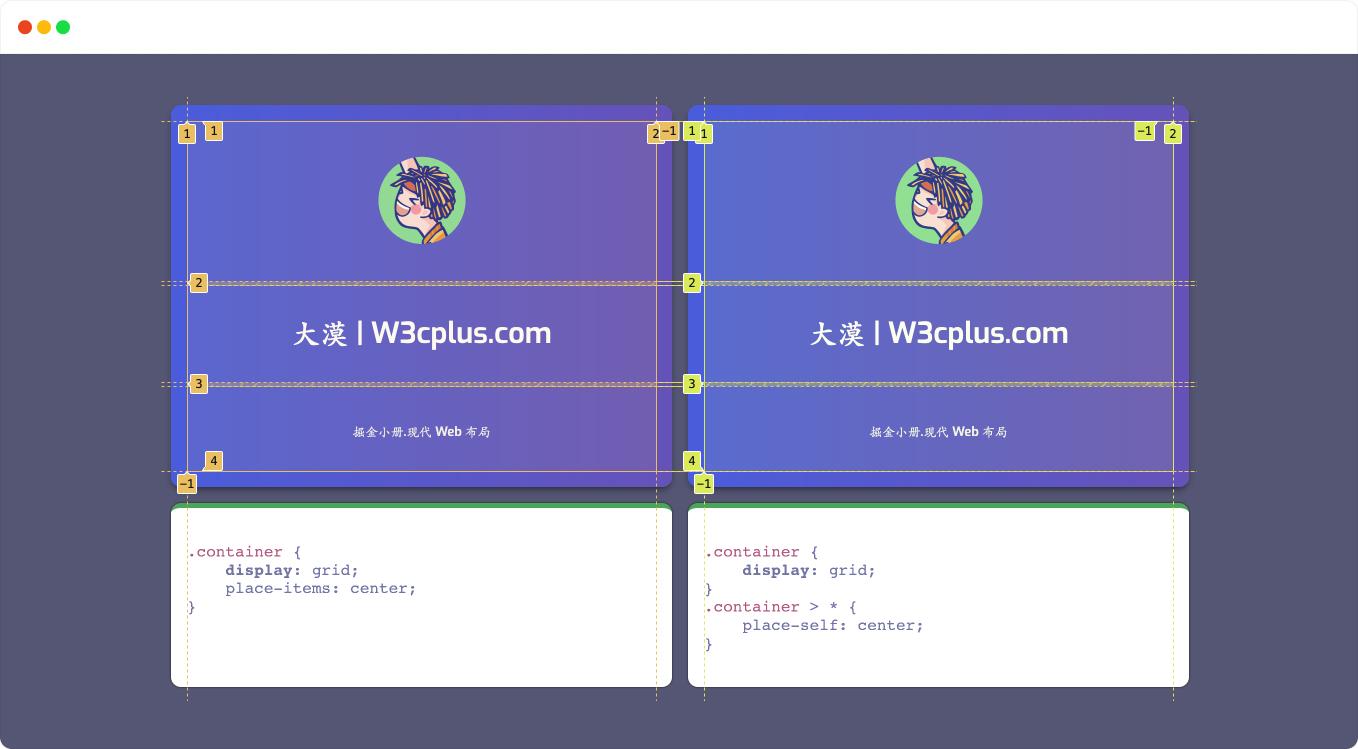 1 1 2 −1 1 1 −1 2
2 2
大漠 | W3cplus.com 大漠 | W3cplus.com
3 3
掘金小册.现代 Web 布局 掘金小册.现代 Web 布局
4 4
−1 −1
.container {
    display: grid;
    place-items: center;
}
.container {
    display: grid;
}
.container > * {
    place-self: center;
}